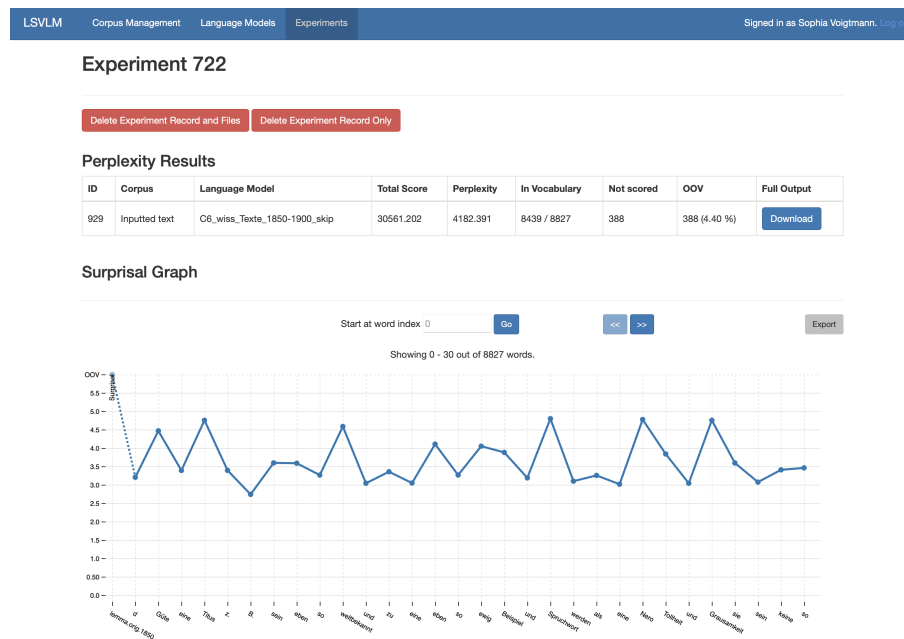 LSVLM Corpus Management Language Models Experiments Signed in as Sophia Voigtmann. Log o
Experiment 722
Delete Experiment Record and Files Delete Experiment Record Only
Perplexity Results
ID Corpus Language Model Total Score Perplexity In Vocabulary Not scored OOV Full Output
929 Inputted text C6_wiss_Texte_1850-1900_skip 30561.202 4182.391 8439 / 8827 388 388 (4.40 %) Download
Surprisal Graph
Start at word index 0 Go << >> Export
Showing 0 - 30 out of 8827 words.
OOV
Surprisal
5.5
5.0
4.5
4.0
3.5
3.0
2.5
2.0
1.5
1.0
0.50
0.0
lemma.orig.1850 d Güte eine Titus z. B. sein eben so weltbekannt und zu eine eben so ewig Beispiel und Spruchwort werden als eine Nero Tollheit und Grausamkeit sie sein keine so